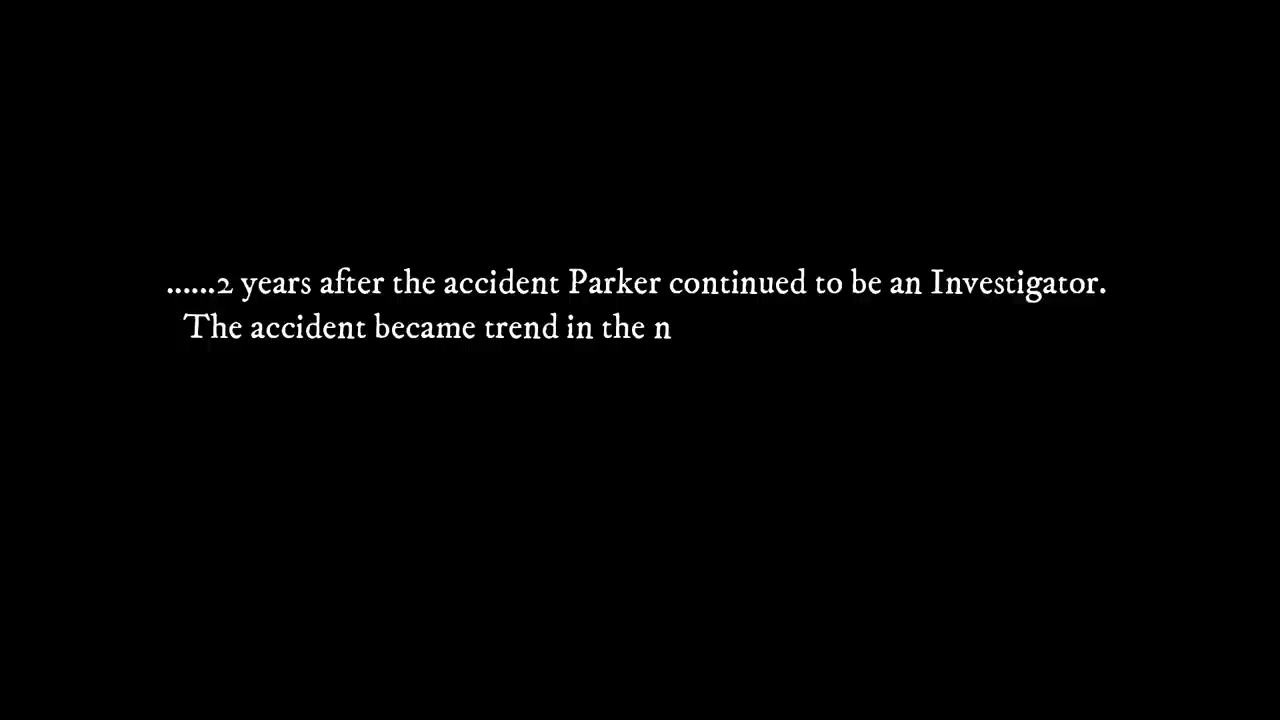 ......2 years after the accident Parker continued to be an Investigator.
The accident became trend in the n